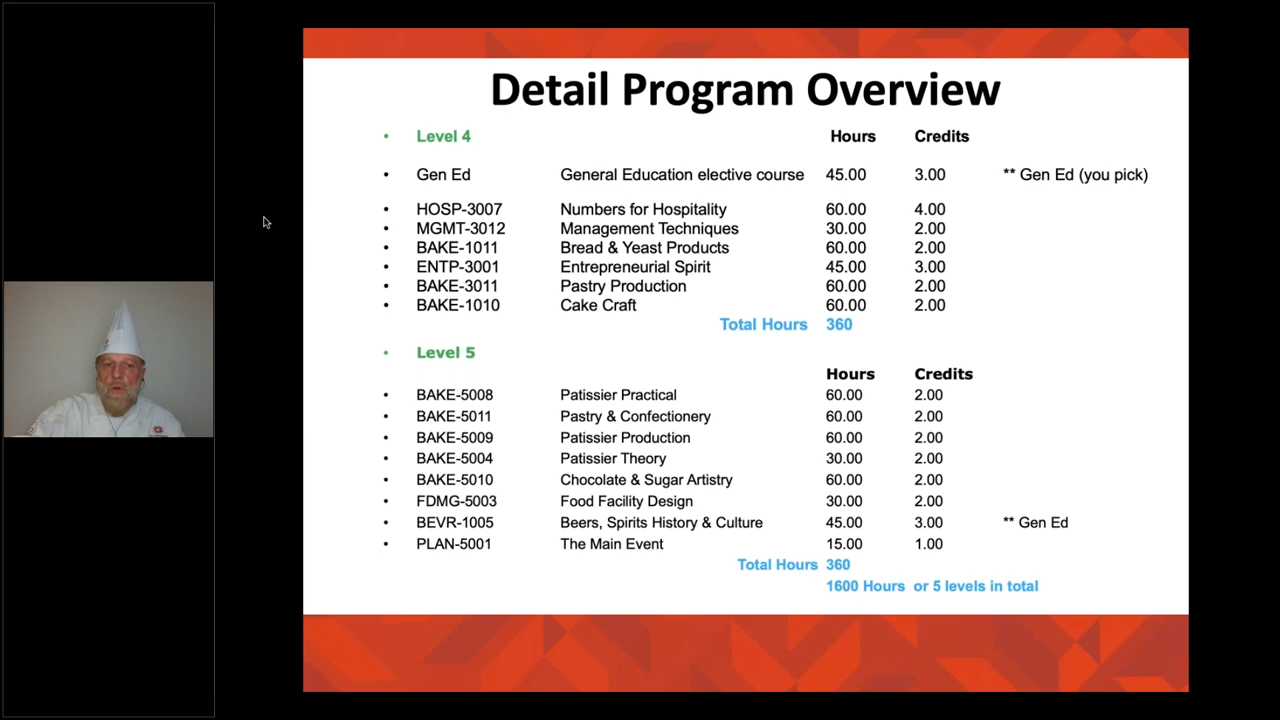 Detail Program Overview
• Level 4 Hours Credits
• Gen Ed General Education elective course 45.00 3.00 ** Gen Ed (you pick)
• HOSP-3007 Numbers for Hospitality 60.00 4.00
• MGMT-3012 Management Techniques 30.00 2.00
• BAKE-1011 Bread & Yeast Products 60.00 2.00
• ENTP-3001 Entrepreneurial Spirit 45.00 3.00
• BAKE-3011 Pastry Production 60.00 2.00
• BAKE-1010 Cake Craft 60.00 2.00
Total Hours 360
• Level 5
Hours Credits
• BAKE-5008 Patissier Practical 60.00 2.00
• BAKE-5011 Pastry & Confectionery 60.00 2.00
• BAKE-5009 Patissier Production 60.00 2.00
• BAKE-5004 Patissier Theory 30.00 2.00
• BAKE-5010 Chocolate & Sugar Artistry 60.00 2.00
• FDMG-5003 Food Facility Design 30.00 2.00
• BEVR-1005 Beers, Spirits History & Culture 45.00 3.00 ** Gen Ed
• PLAN-5001 The Main Event 15.00 1.00
Total Hours 360
1600 Hours or 5 levels in total